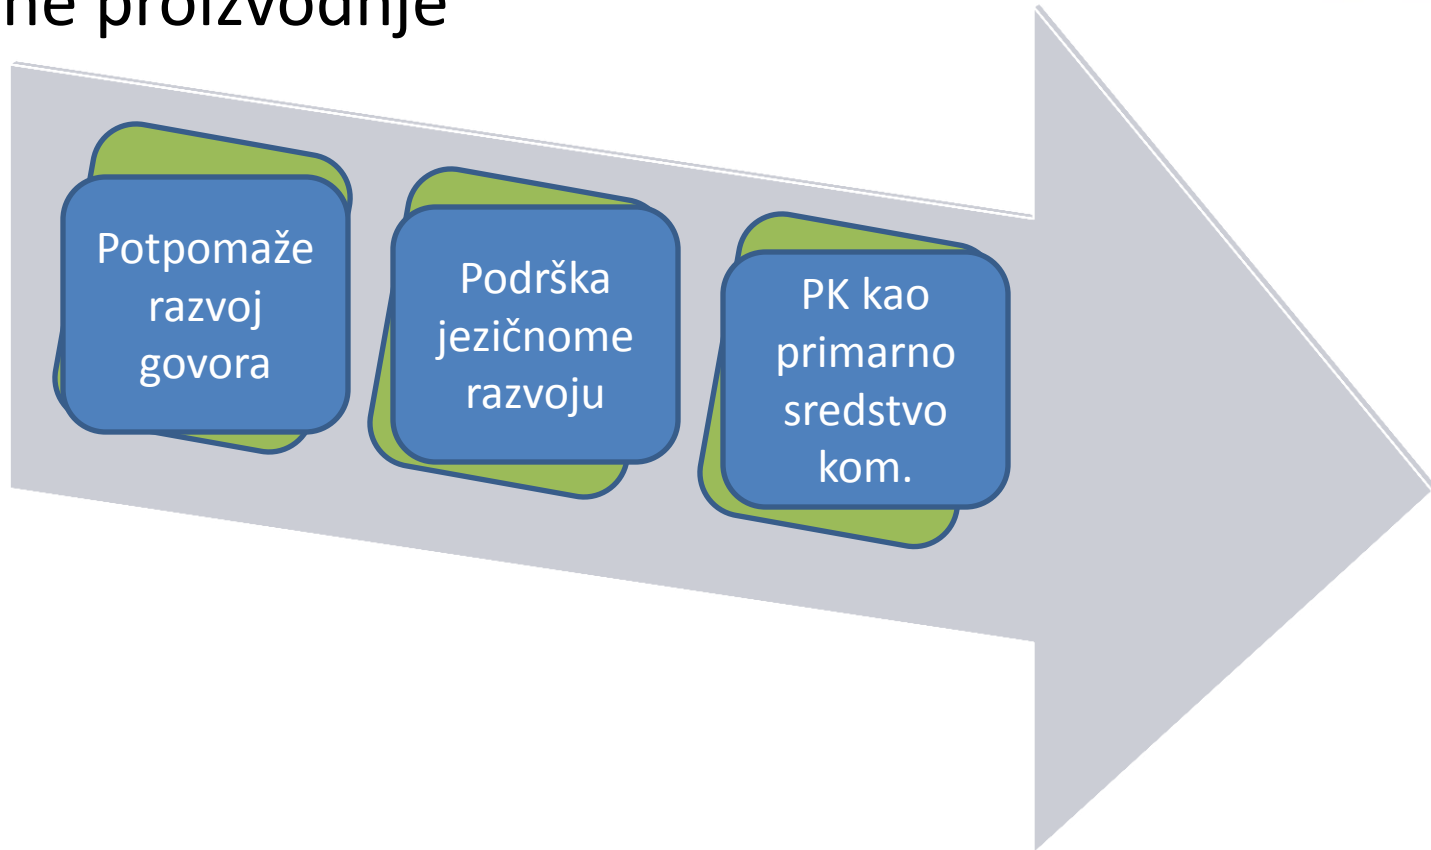 ne proizvodnje
Potpomaže
razvoj
govora
Podrška
jezičnome
razvoju
PK kao
primarno
sredstvo
kom.